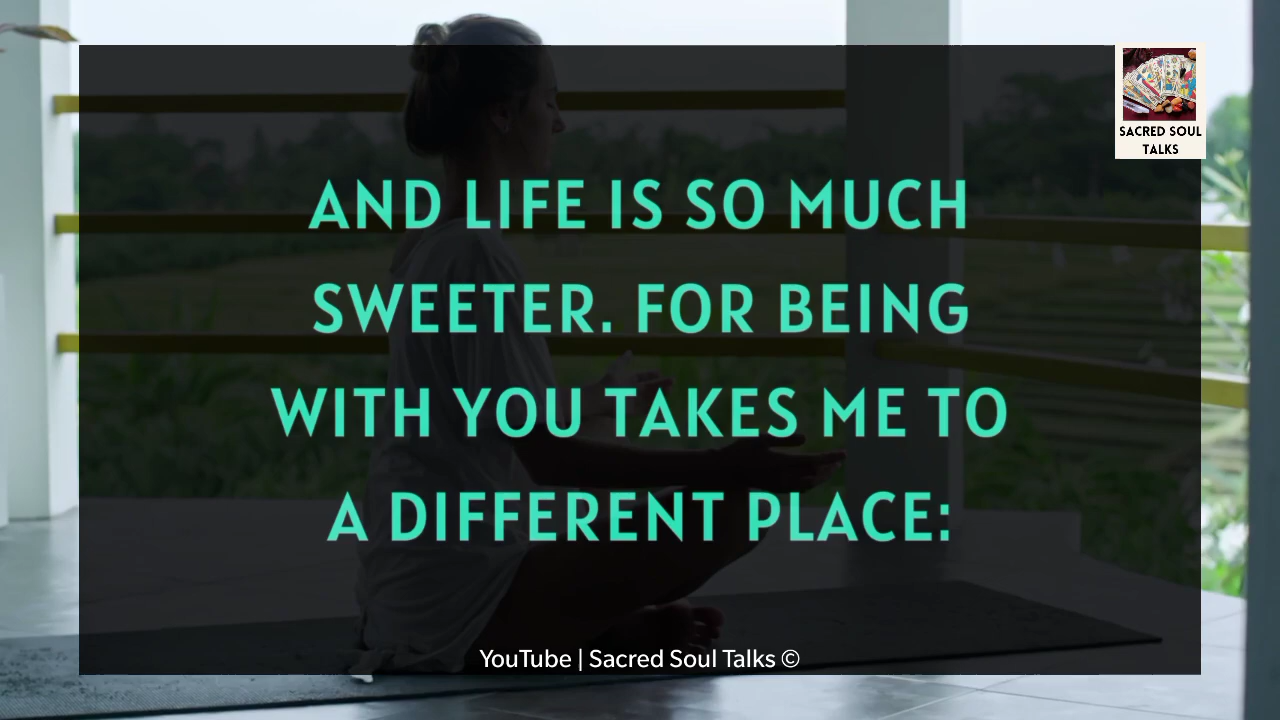 SACRED SOUL
TALKS
AND LIFE IS SO MUCH
SWEETER. FOR BEING
WITH YOU TAKES ME TO
A DIFFERENT PLACE:
YouTube | Sacred Soul Talks ©